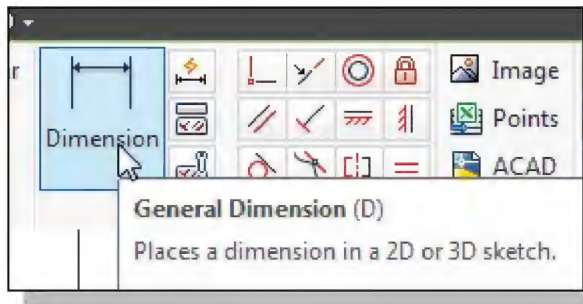 r
Image
Dimension
Points
ACAD
General Dimension (D)
Places a dimension in a 2D or 3D sketch.